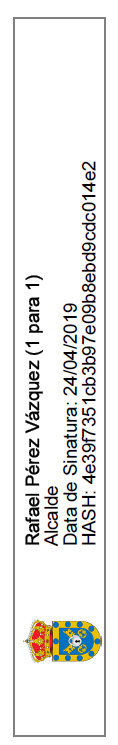 Rafael Pérez Vázquez (1 para 1)
Alcalde
Data de Sinatura: 24/04/2019
HASH: 4e39f7351cb3b97e09b8ebd9cdc014e2